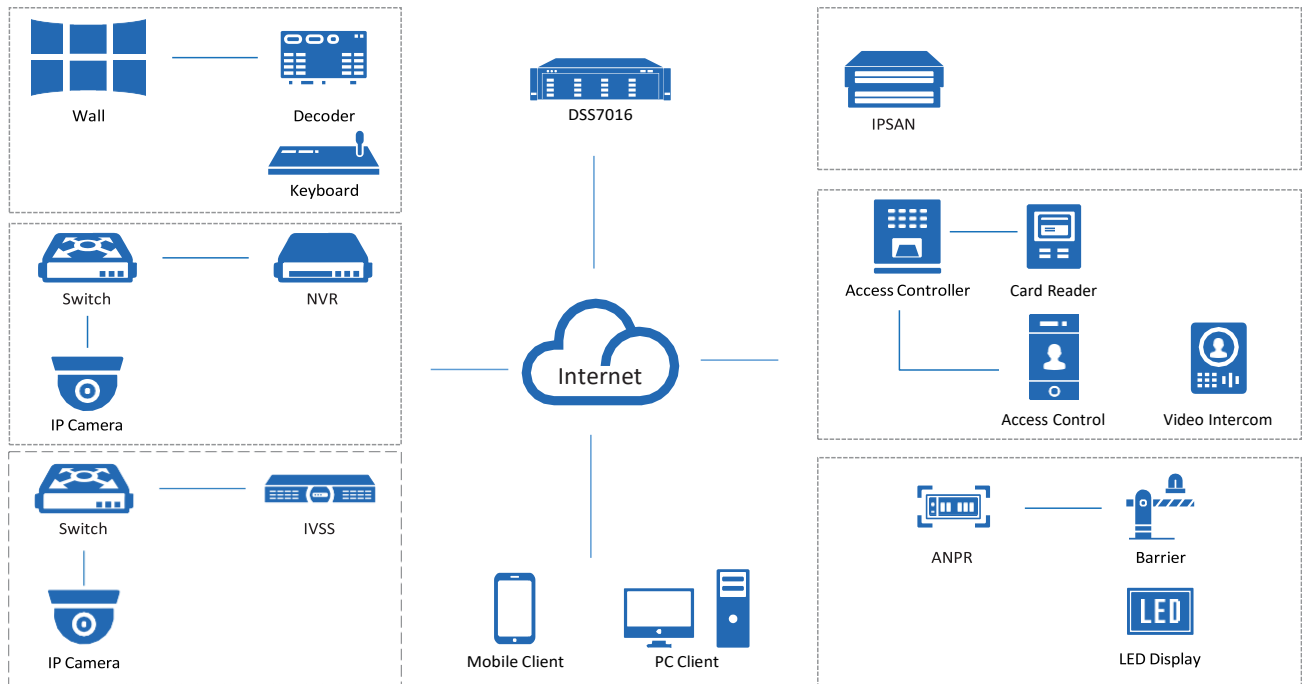 Wall
Decoder
Keyboard
Switch
NVR
IP Camera
Switch
IVSS
IP Camera
DSS7016
Internet
Mobile Client
PC Client
IPSAN
Access Controller
Card Reader
Access Control
Video Intercom
ANPR
Barrier
LED
LED Display